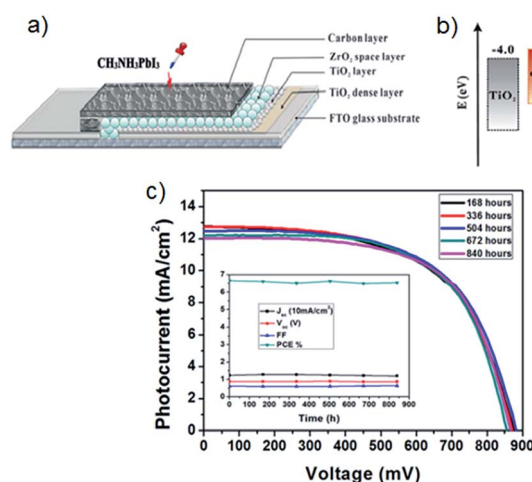 a)
CH3NH3PbI3
Carbon layer
ZrO2 space layer
TiO2 layer
TiO2 dense layer
FTO glass substrate
b)
E (eV)
-4.0
TiO2
c)
Photocurrent (mA/cm2)
14
12
10
8
6
4
2
0
168 hours
336 hours
504 hours
672 hours
840 hours
7
6
5
4
3
2
1
0
Jsc (10mA/cm2)
Voc (V)
FF
PCE %
0 100 200 300 400 500 600 700 800 900
Time (h)
0 100 200 300 400 500 600 700 800 900
Voltage (mV)